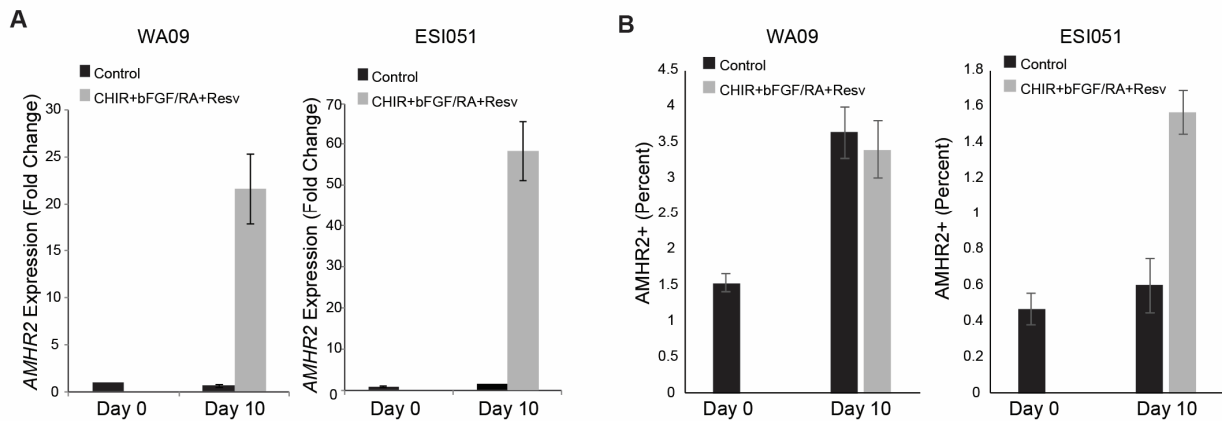 A
WA09
Control
CHIR+bFGF/RA+Resv
AMHR2 Expression (Fold Change)
30
25
20
15
10
5
0
Day 0
Day 10
ESI051
Control
CHIR+bFGF/RA+Resv
AMHR2 Expression (Fold Change)
70
60
50
40
30
20
10
0
Day 0
Day 10
B
WA09
Control
CHIR+bFGF/RA+Resv
AMHR2+ (Percent)
4.5
4
3.5
3
2.5
2
1.5
1
0.5
0
Day 0
Day 10
ESI051
Control
CHIR+bFGF/RA+Resv
AMHR2+ (Percent)
1.8
1.6
1.4
1.2
1
0.8
0.6
0.4
0.2
0
Day 0
Day 10